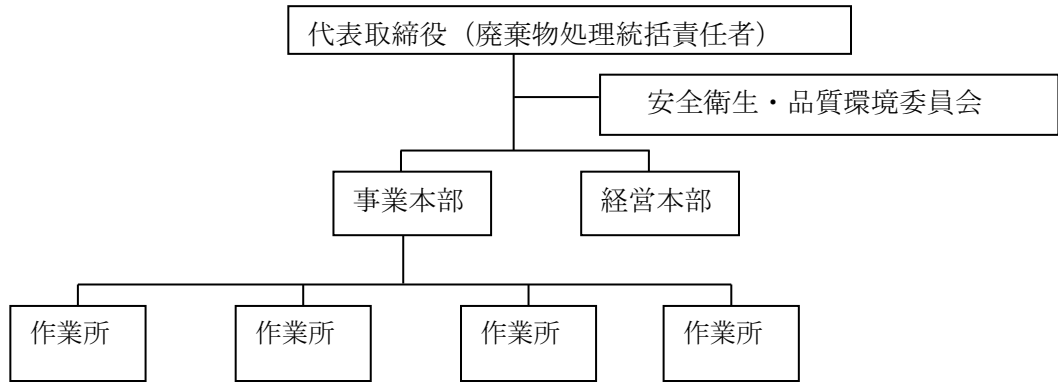 代表取締役（廃棄物処理統括責任者）
安全衛生・品質環境委員会
事業本部
経営本部
作業所
作業所
作業所
作業所